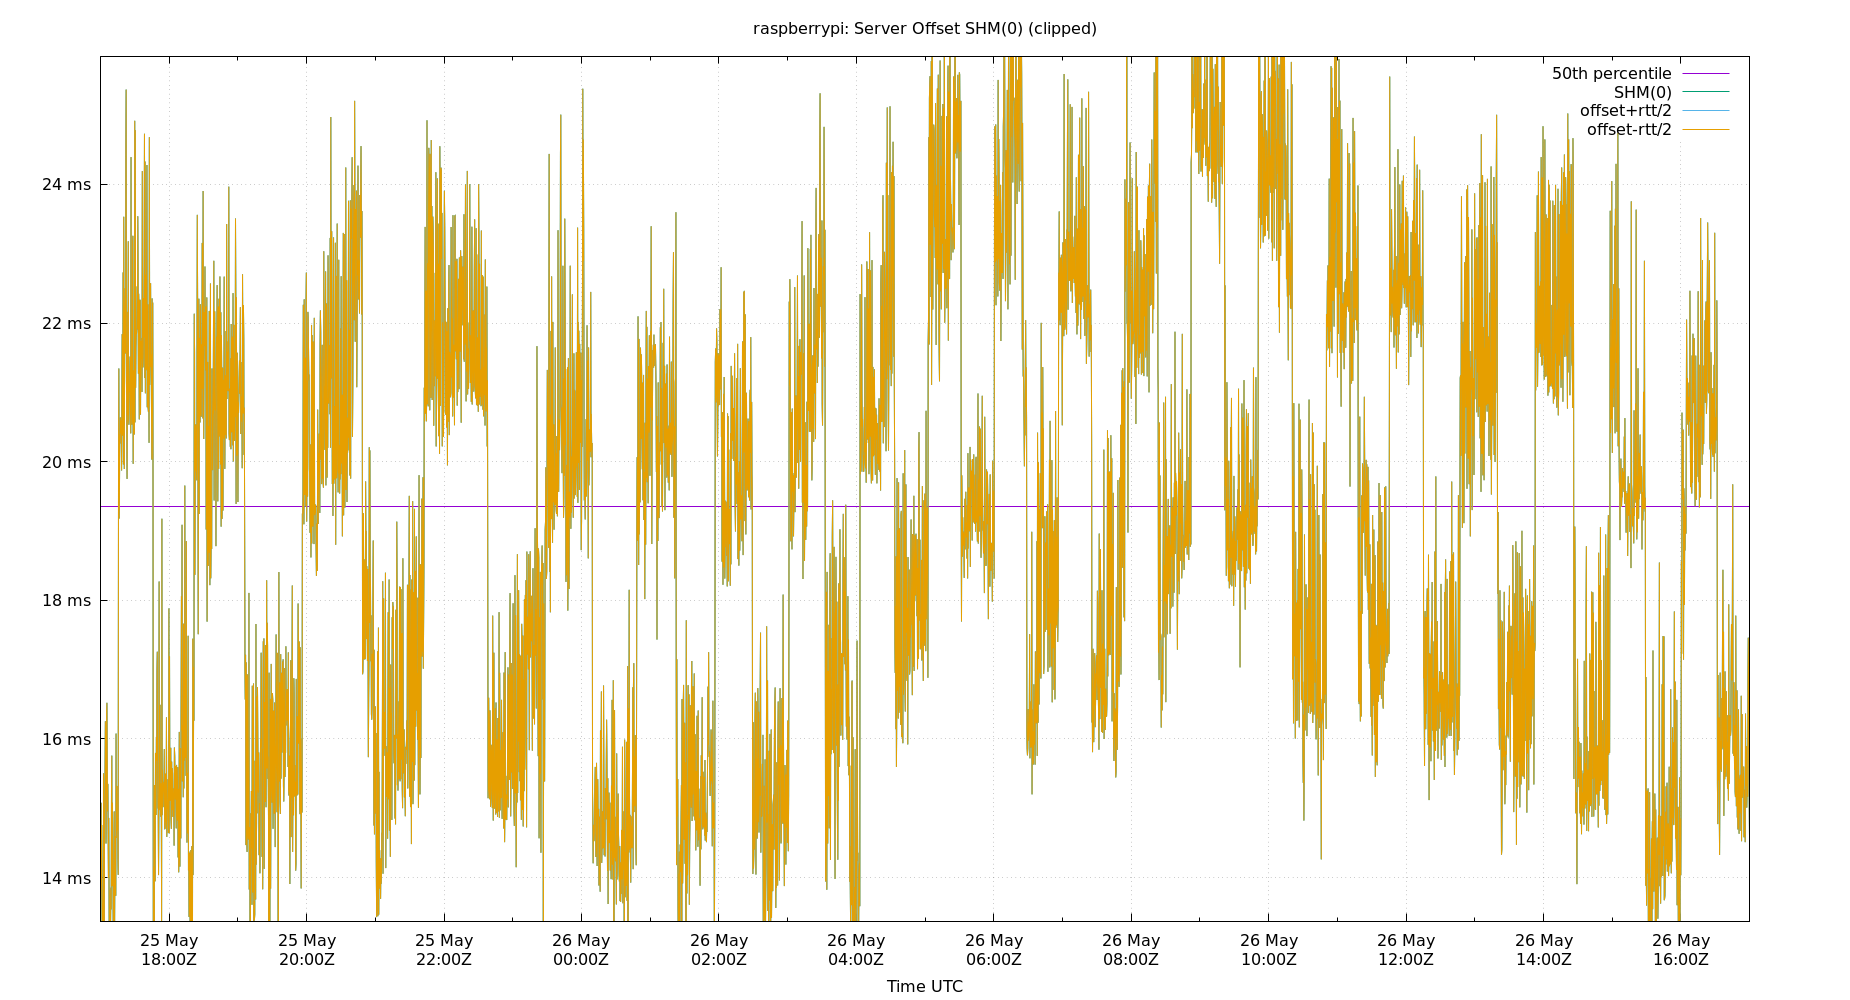 raspberrypi: Server Offset SHM(0) (clipped)
50th percentile
SHM(0)
offset+rtt/2
offset-rtt/2
24 ms
22 ms
20 ms
18 ms
16 ms
14 ms
25 May 25 May 25 May 26 May 26 May 26 May 26 May 26 May 26 May 26 May 26 May 26 May
18:00Z 20:00Z 22:00Z 00:00Z 02:00Z 04:00Z 06:00Z 08:00Z 10:00Z 12:00Z 14:00Z 16:00Z
Time UTC